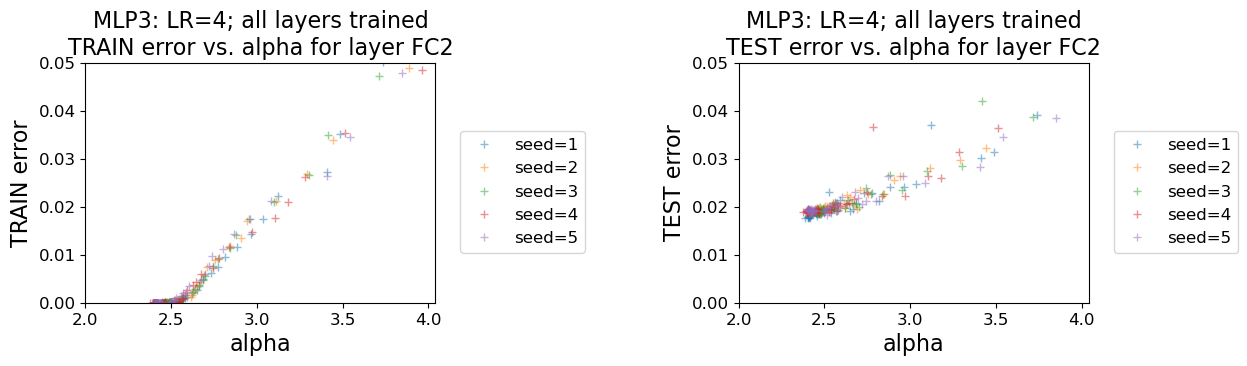 MLP3: LR=4; all layers trained
TRAIN error vs. alpha for layer FC2
TRAIN error
0.05
0.04
0.03
0.02
0.01
0.00
2.0 2.5 3.0 3.5 4.0
alpha
seed=1
seed=2
seed=3
seed=4
seed=5
MLP3: LR=4; all layers trained
TEST error vs. alpha for layer FC2
TEST error
0.05
0.04
0.03
0.02
0.01
0.00
2.0 2.5 3.0 3.5 4.0
alpha
seed=1
seed=2
seed=3
seed=4
seed=5